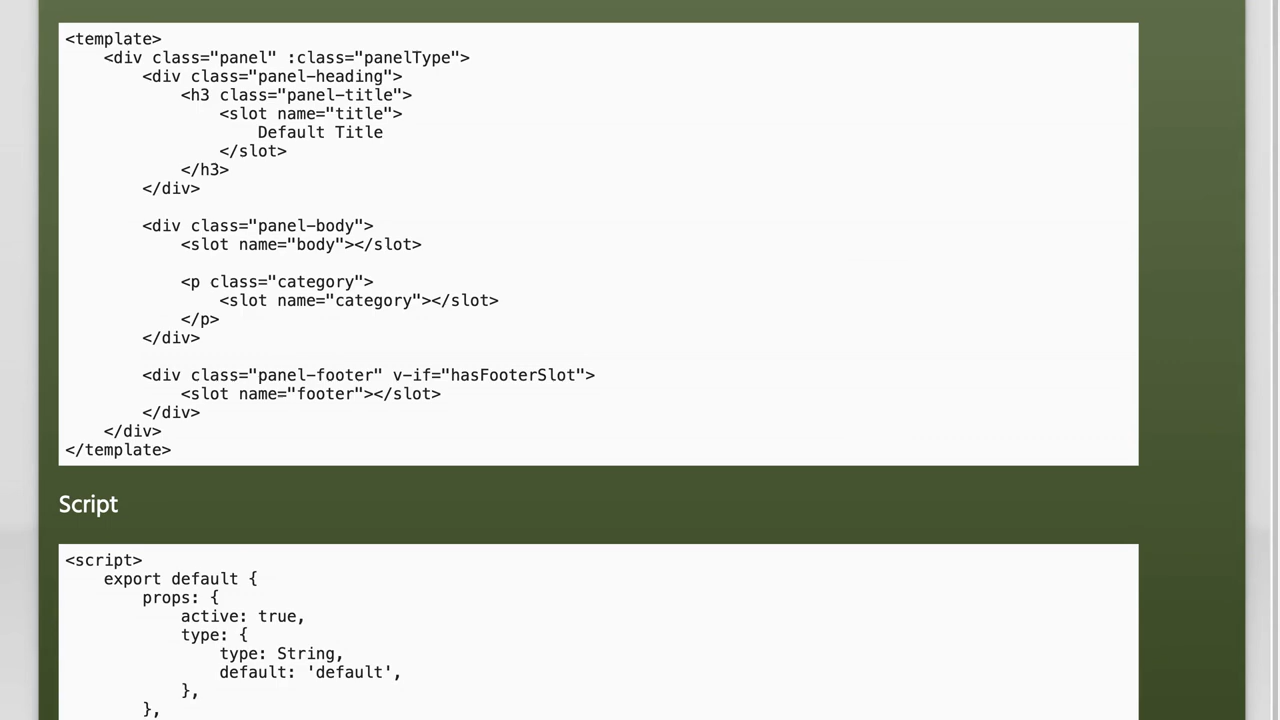 <template>
    <div class="panel" :class="panelType">
        <div class="panel-heading">
            <h3 class="panel-title">
                <slot name="title">
                    Default Title
                </slot>
            </h3>
        </div>

        <div class="panel-body">
            <slot name="body"></slot>

            <p class="category">
                <slot name="category"></slot>
            </p>
        </div>

        <div class="panel-footer" v-if="hasFooterSlot">
            <slot name="footer"></slot>
        </div>
    </div>
</template>
Script
<script>
    export default {
        props: {
            active: true,
            type: {
                type: String,
                default: 'default',
            },
        },